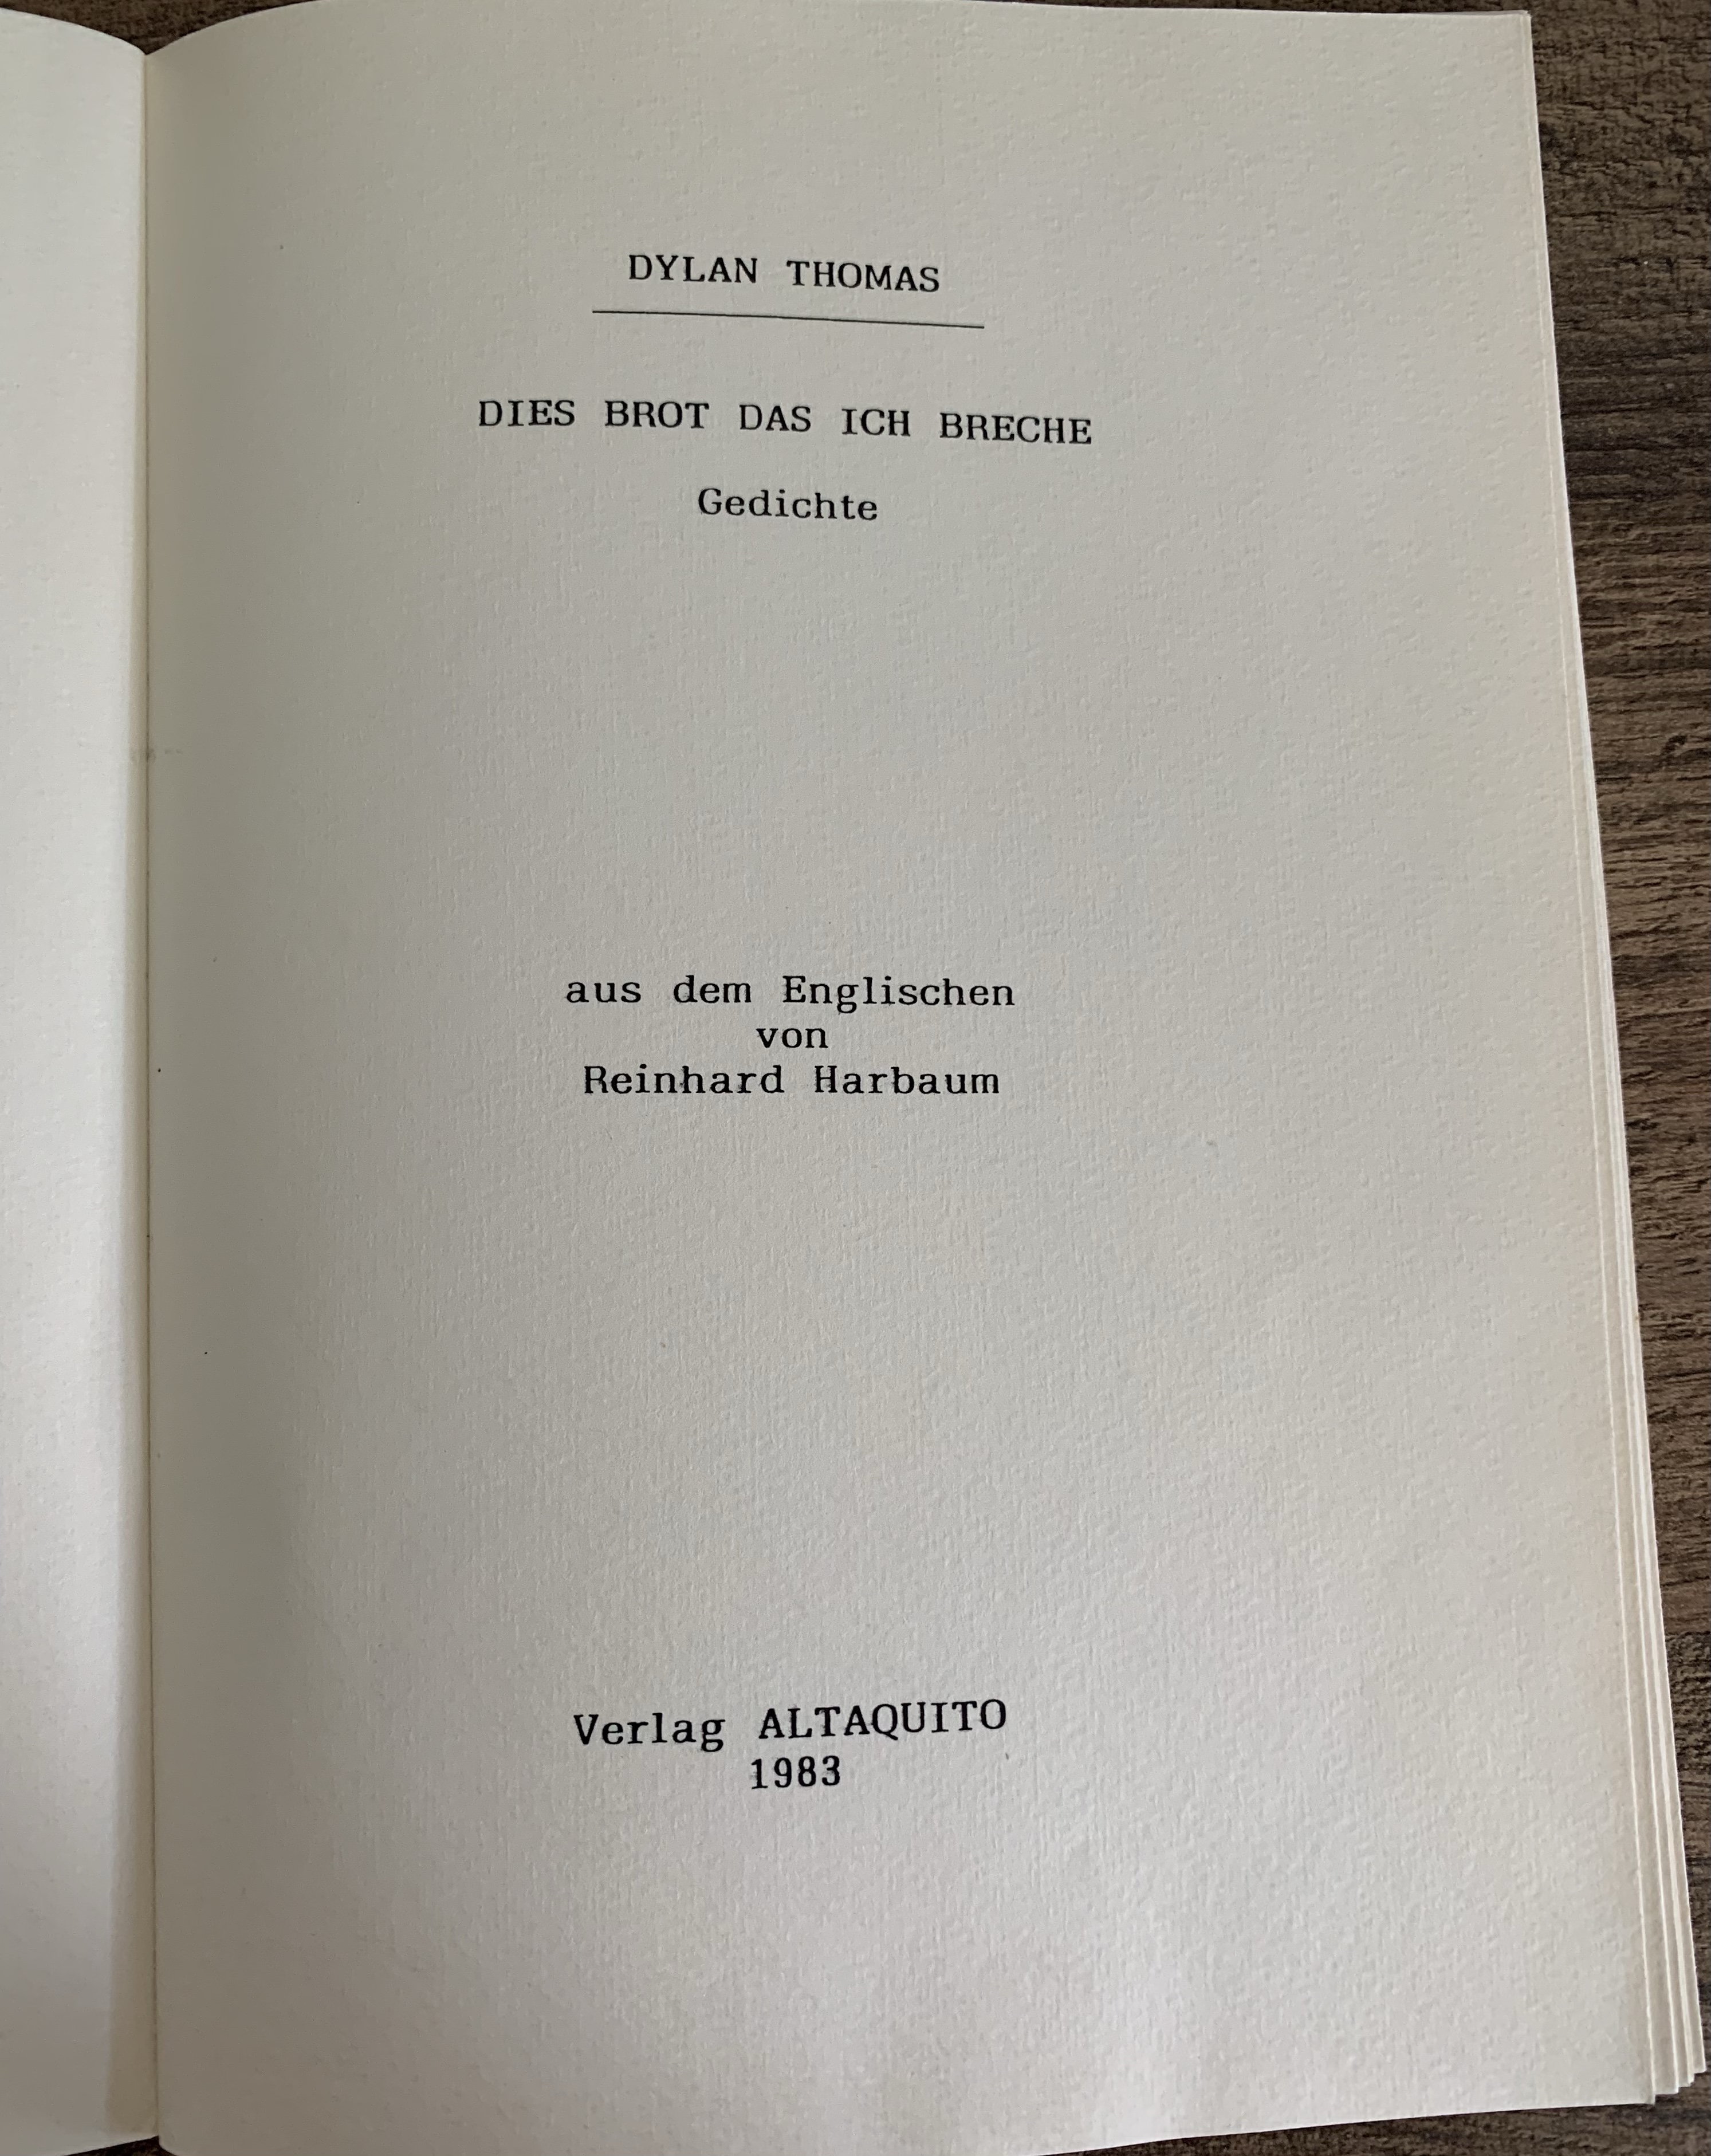 DYLAN THOMAS
DIES BROT DAS ICH BRECHE
Gedichte
aus dem Englischen
von
Reinhard Harbaum
Verlag ALTAQUITO
1983